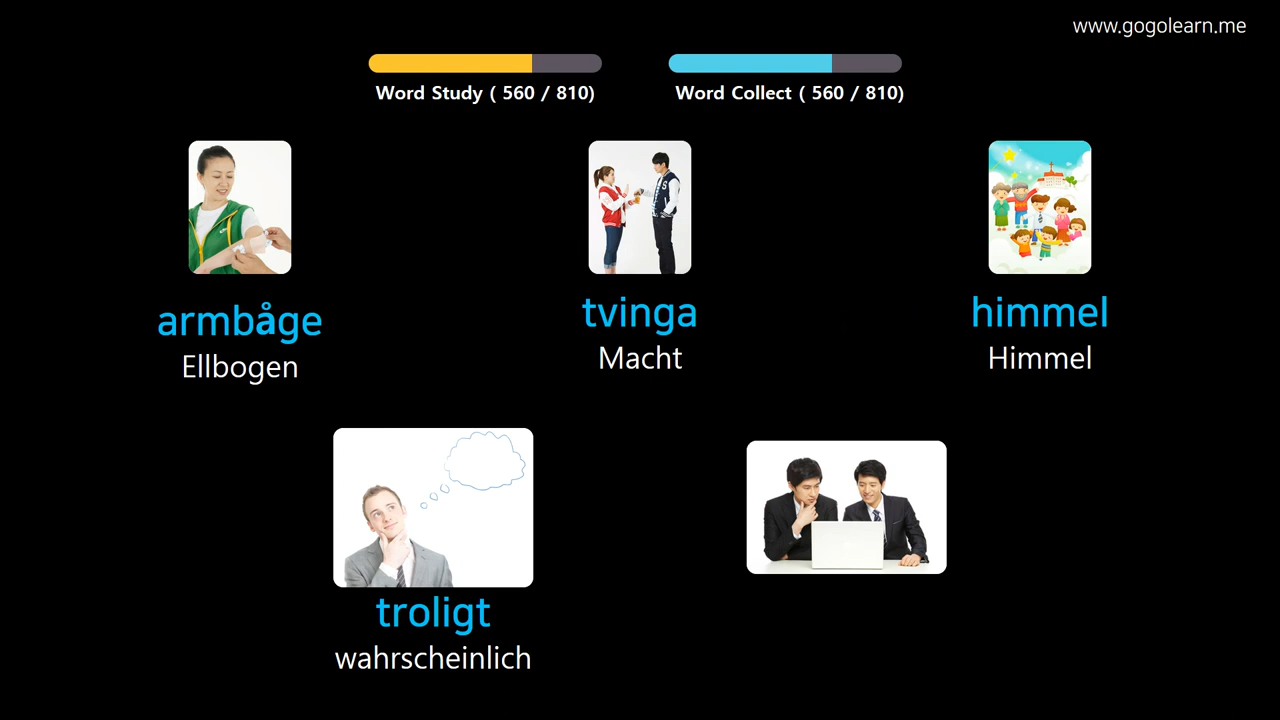 www.gogolearn.me
Word Study ( 560 / 810)
Word Collect ( 560 / 810)
armbåge
Ellbogen
tvinga
Macht
himmel
Himmel
troligt
wahrscheinlich